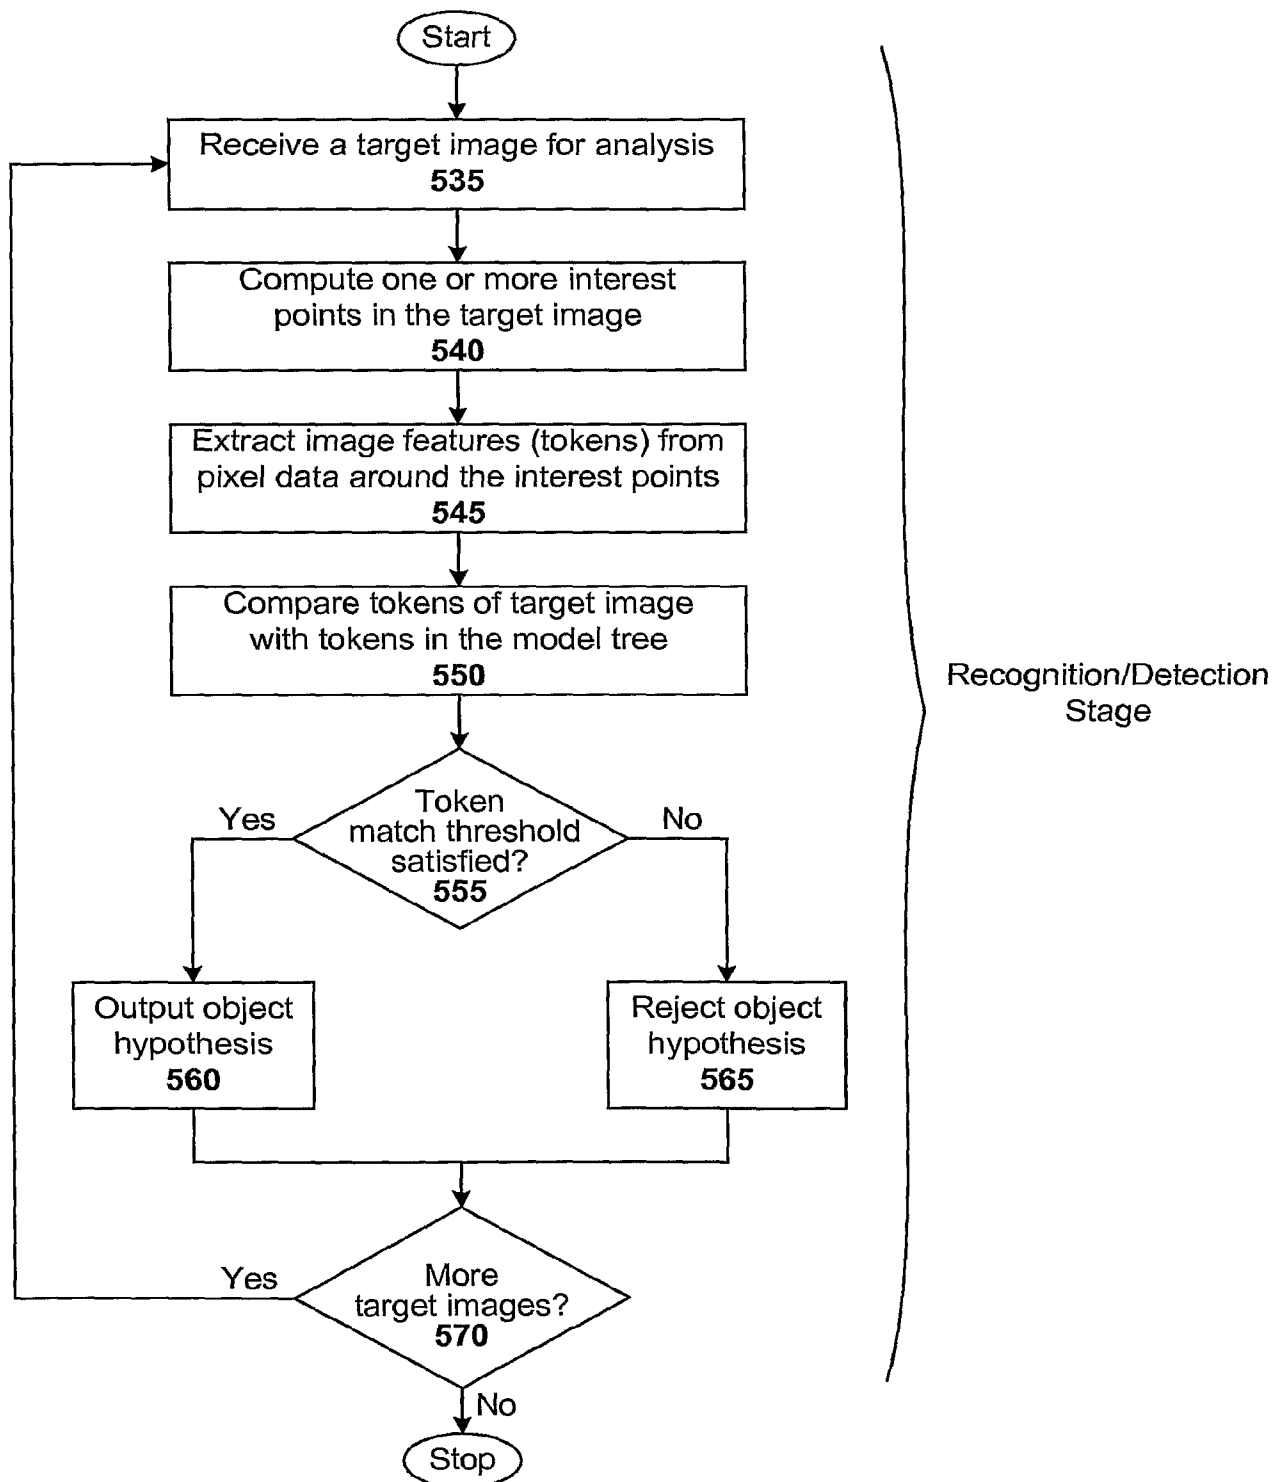 Start
Receive a target image for analysis
535
Compute one or more interest
points in the target image
540
Extract image features (tokens) from
pixel data around the interest points
545
Compare tokens of target image
with tokens in the model tree
550
Recognition/Detection
Stage
Token
match threshold
satisfied?
555
Yes
No
Output object
hypothesis
560
Reject object
hypothesis
565
More
target images?
570
Yes
No
Stop